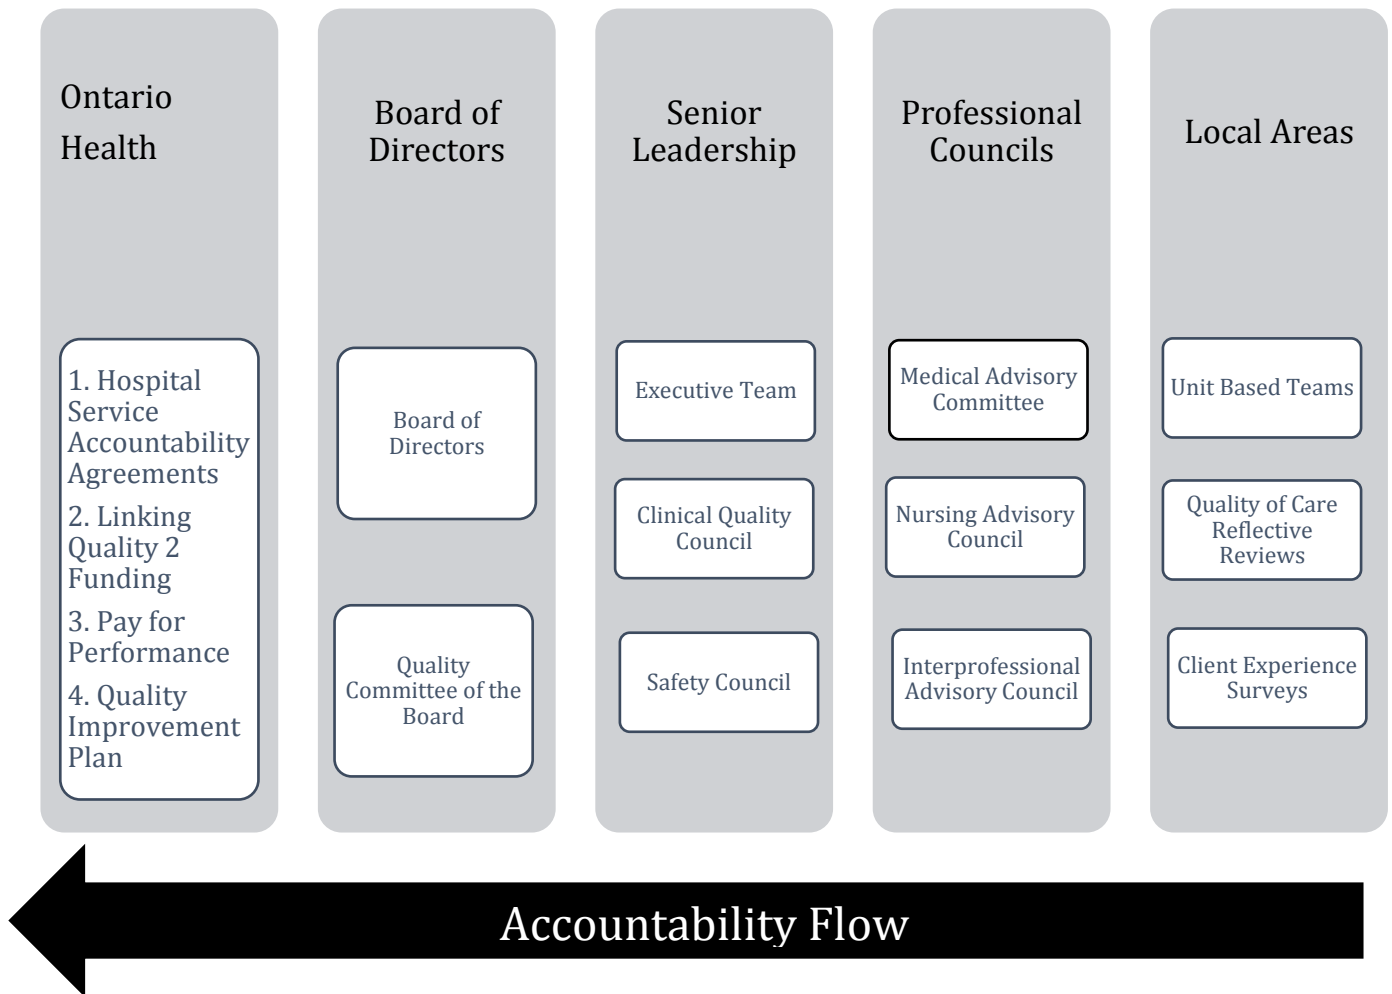 Ontario
Health
Board of
Directors
Senior
Leadership
Professional
Councils
Local Areas
1. Hospital
Service
Accountability
Agreements
2. Linking
Quality 2
Funding
3. Pay for
Performance
4. Quality
Improvement
Plan
Board of
Directors
Quality
Committee of the
Board
Executive Team
Clinical Quality
Council
Safety Council
Medical Advisory
Committee
Nursing Advisory
Council
Interprofessional
Advisory Council
Unit Based Teams
Quality of Care
Reflective
Reviews
Client Experience
Surveys
Accountability Flow